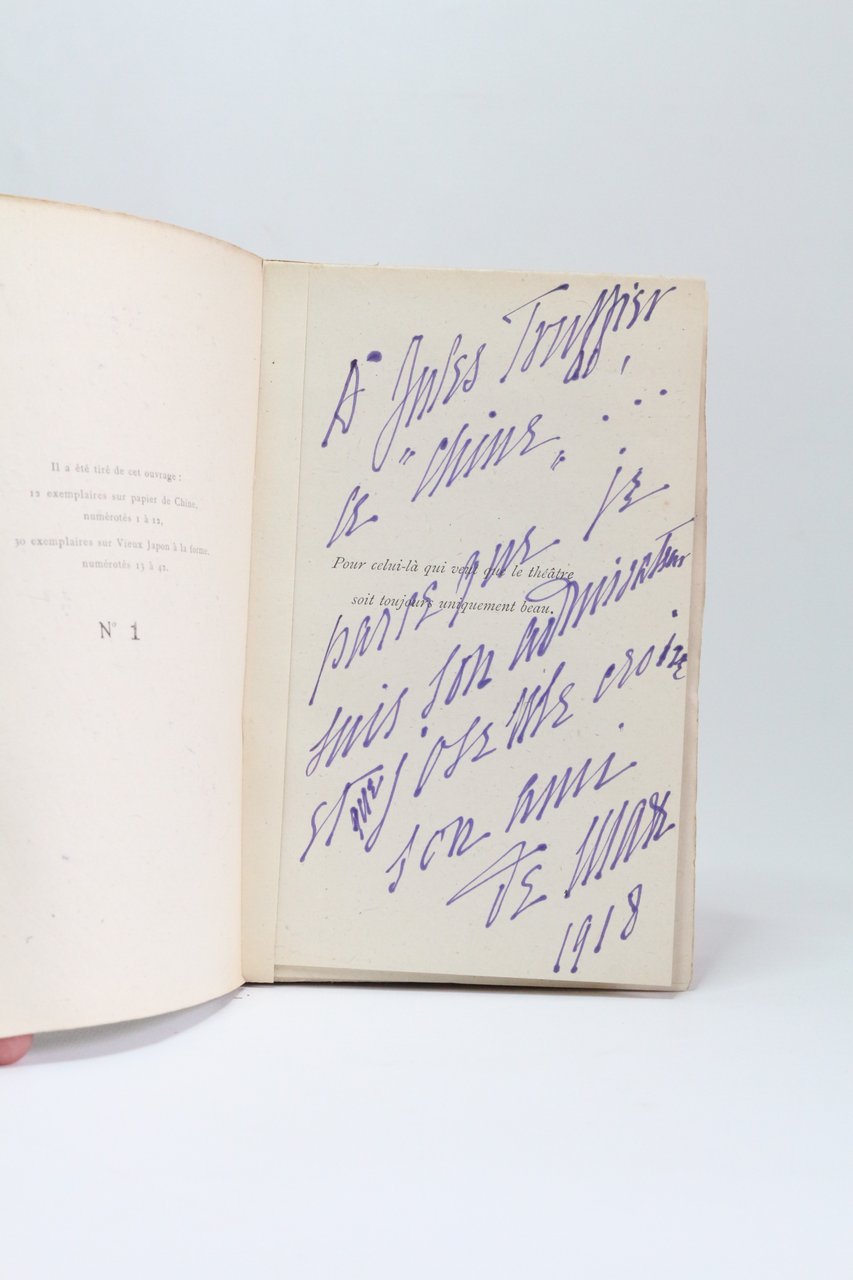 Il a été tiré de cet ouvrage :
12 exemplaires sur papier de Chine,
numérotés 1 à 12,
30 exemplaires sur Vieux Japon à la forme.
numérotés 13 à 42.
N° 1
A Jules Truffier
ce "Chine" ...
Pour celui-là qui veut que le théâtre
soit toujours uniquement beau.
parce que je
suis son admirateur
et que j'ose me croire
son ami
de Max
1918